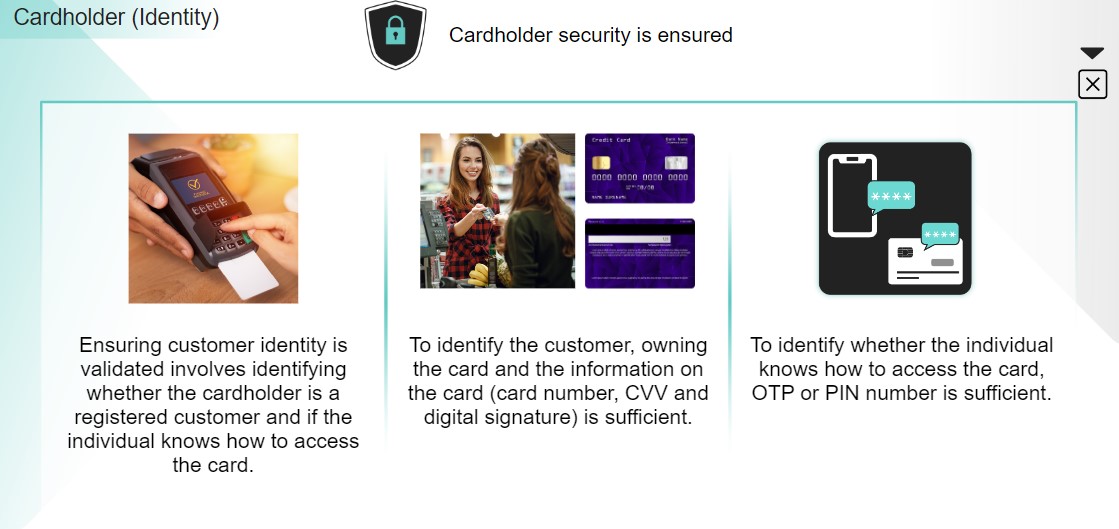 Cardholder (Identity)
Cardholder security is ensured
Credit Card
Bank Name
0000 0000 0000 0000
Ensuring customer identity is
validated involves identifying
whether the cardholder is a
registered customer and if the
individual knows how to access
the card.
To identify the customer, owning
the card and the information on
the card (card number, CVV and
digital signature) is sufficient.
****
****
To identify whether the individual
knows how to access the card,
OTP or PIN number is sufficient.